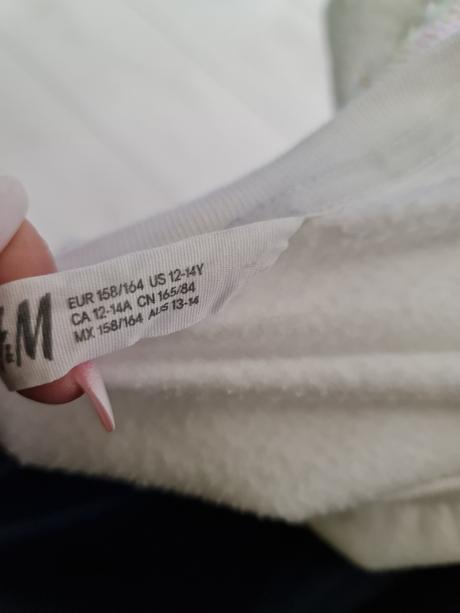 H&M
EUR 158/164 US 12-14Y
CA 12-14A CN 165/84
MX 158/164 AUS 13-14